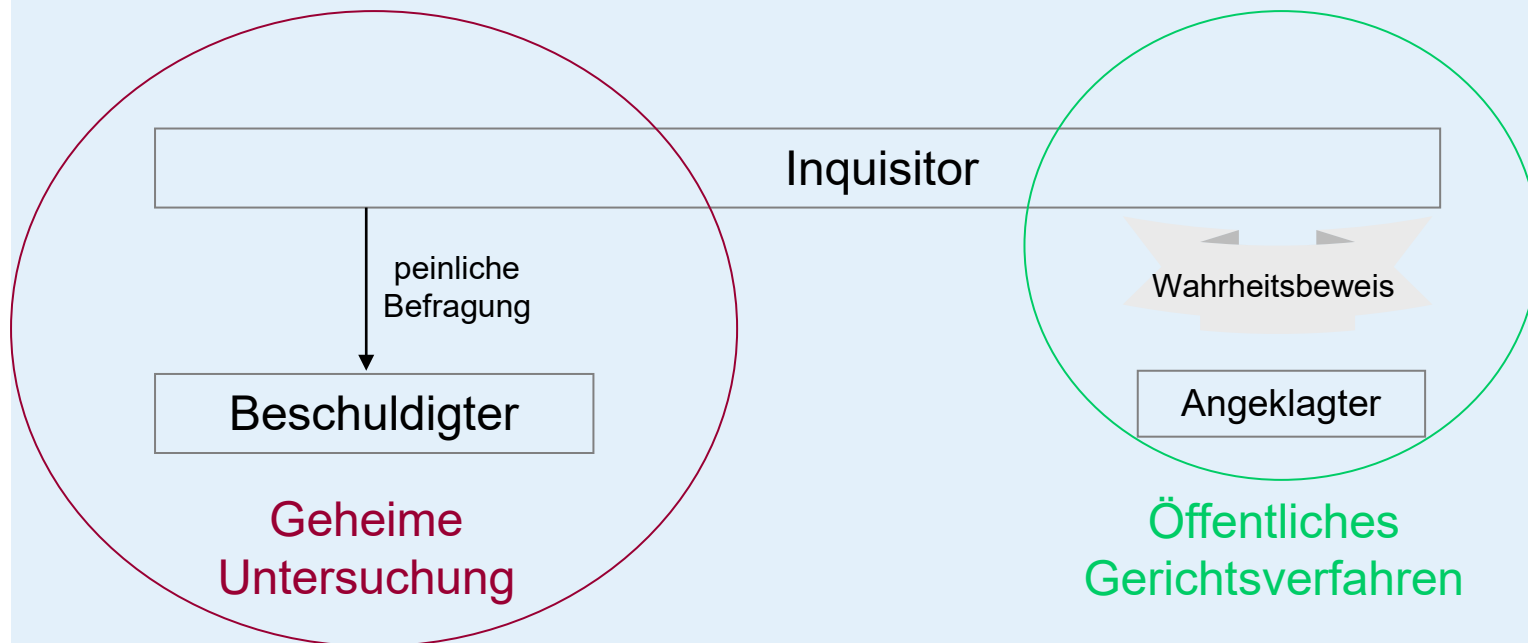 Inquisitor
peinliche
Befragung
Beschuldigter
Geheime
Untersuchung
Wahrheitsbeweis
Angeklagter
Öffentliches
Gerichtsverfahren